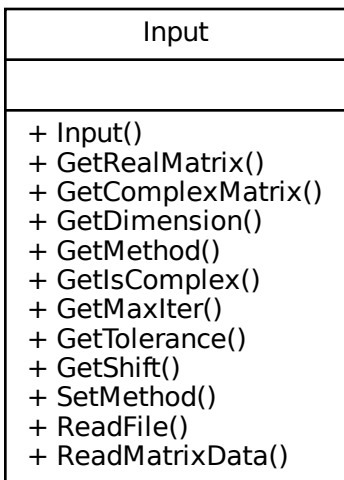 Input
+ Input()
+ GetRealMatrix()
+ GetComplexMatrix()
+ GetDimension()
+ GetMethod()
+ GetIsComplex()
+ GetMaxIter()
+ GetTolerance()
+ GetShift()
+ SetMethod()
+ ReadFile()
+ ReadMatrixData()